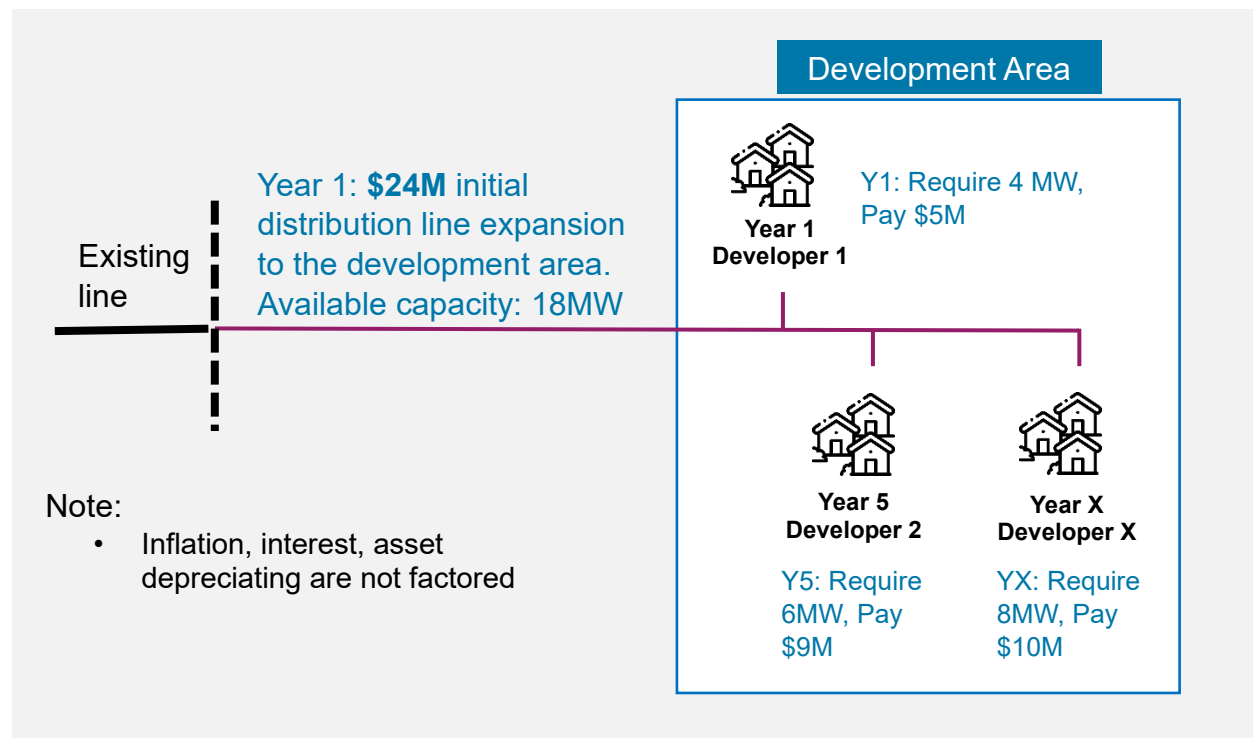 Development Area
Year 1: $24M initial
distribution line expansion
to the development area.
Available capacity: 18MW
Existing
line
Y1: Require 4 MW,
Pay $5M
Year 1
Developer 1
Year 5
Developer 2
Y5: Require
6MW, Pay
$9M
Year X
Developer X
YX: Require
8MW, Pay
$10M
Note:
• Inflation, interest, asset
depreciating are not factored